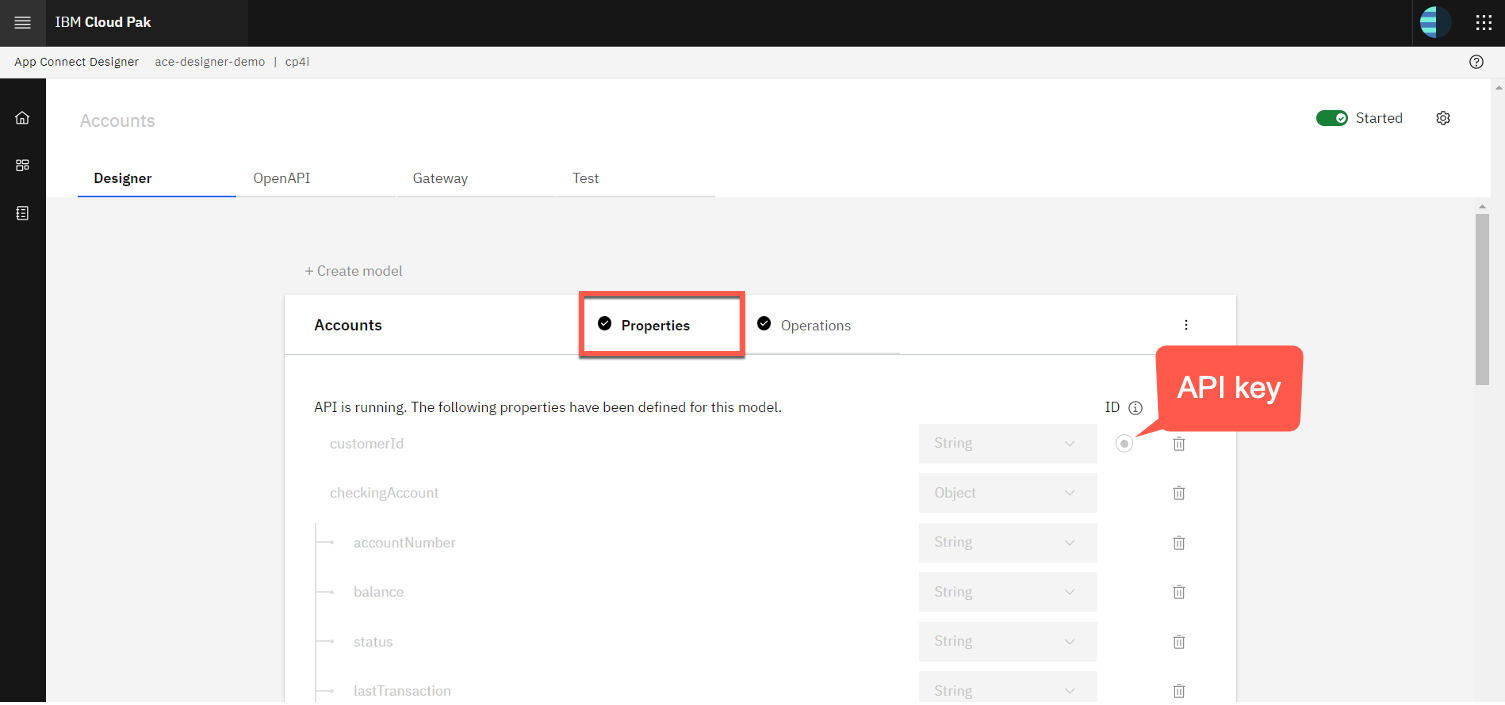 IBM Cloud Pak
App Connect Designer ace-designer-demo | cp4i
Accounts
Started
Designer OpenAPI Gateway Test
+ Create model
Accounts Properties Operations
API key
API is running. The following properties have been defined for this model. ID
customerId String
checkingAccount Object
accountNumber String
balance String
status String
lastTransaction String